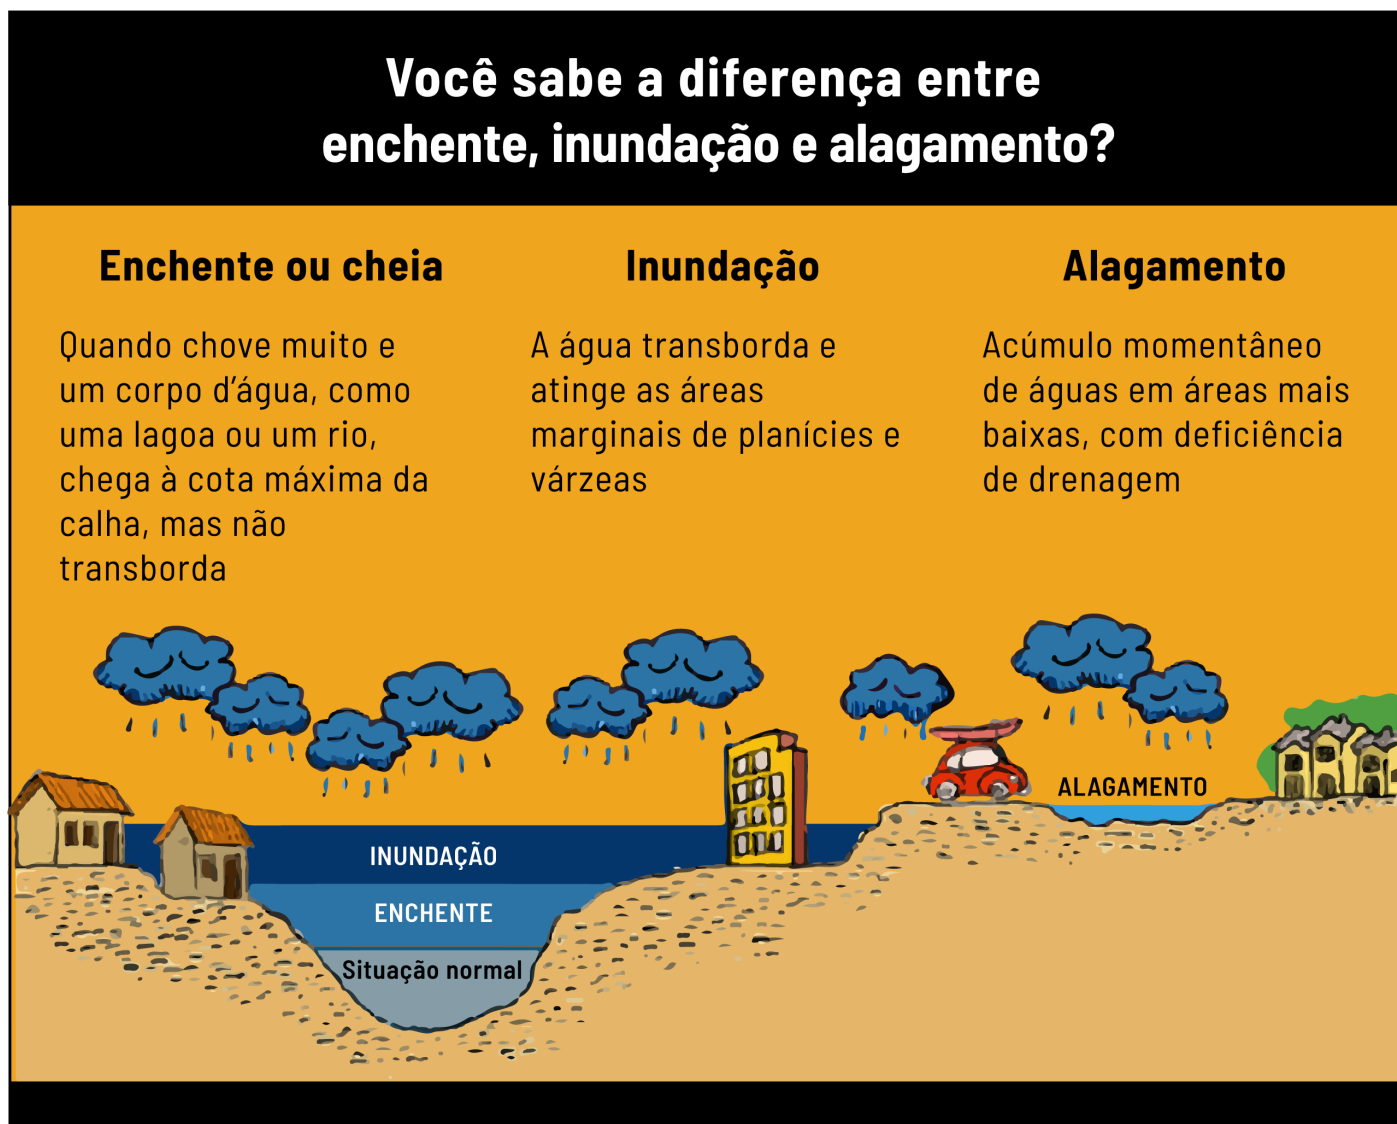 Você sabe a diferença entre
enchente, inundação e alagamento?
Enchente ou cheia
Quando chove muito e
um corpo d’água, como
uma lagoa ou um rio,
chega à cota máxima da
calha, mas não
transborda
Inundação
A água transborda e
atinge as áreas
marginais de planícies e
várzeas
Alagamento
Acúmulo momentâneo
de águas em áreas mais
baixas, com deficiência
de drenagem
ALAGAMENTO
INUNDAÇÃO
ENCHENTE
Situação normal